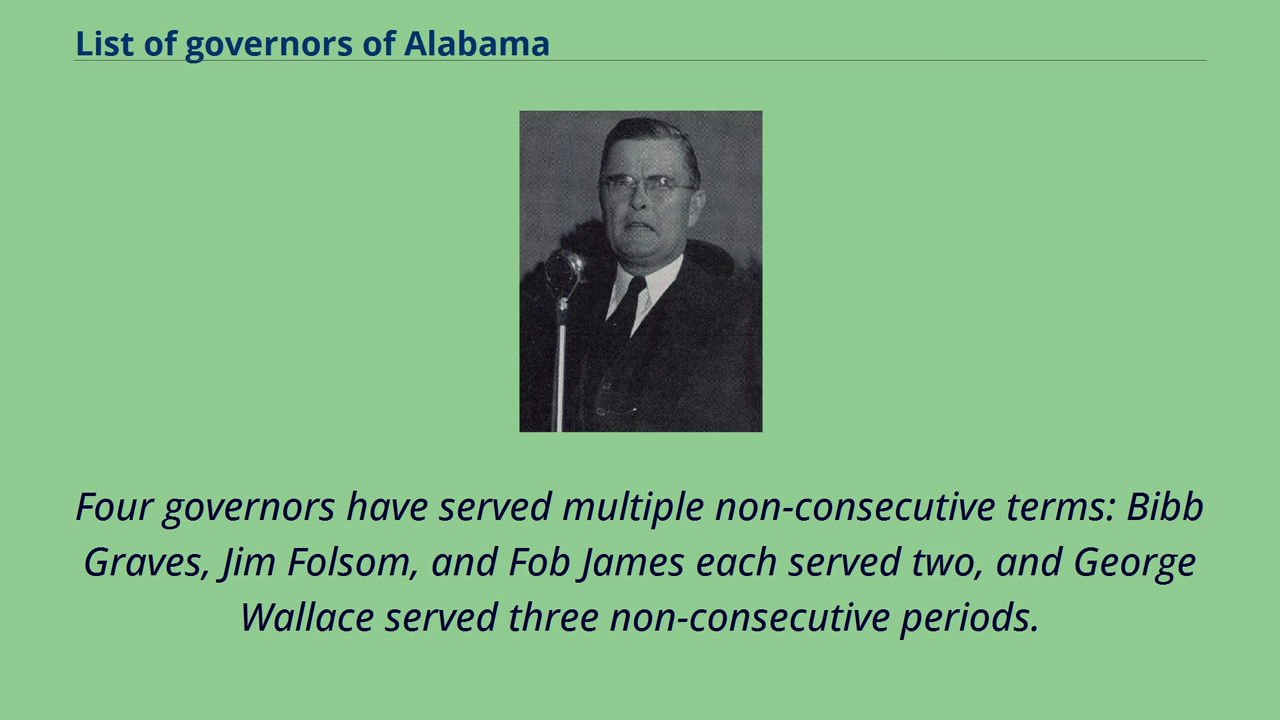 List of governors of Alabama
Four governors have served multiple non-consecutive terms: Bibb
Graves, Jim Folsom, and Fob James each served two, and George
Wallace served three non-consecutive periods.